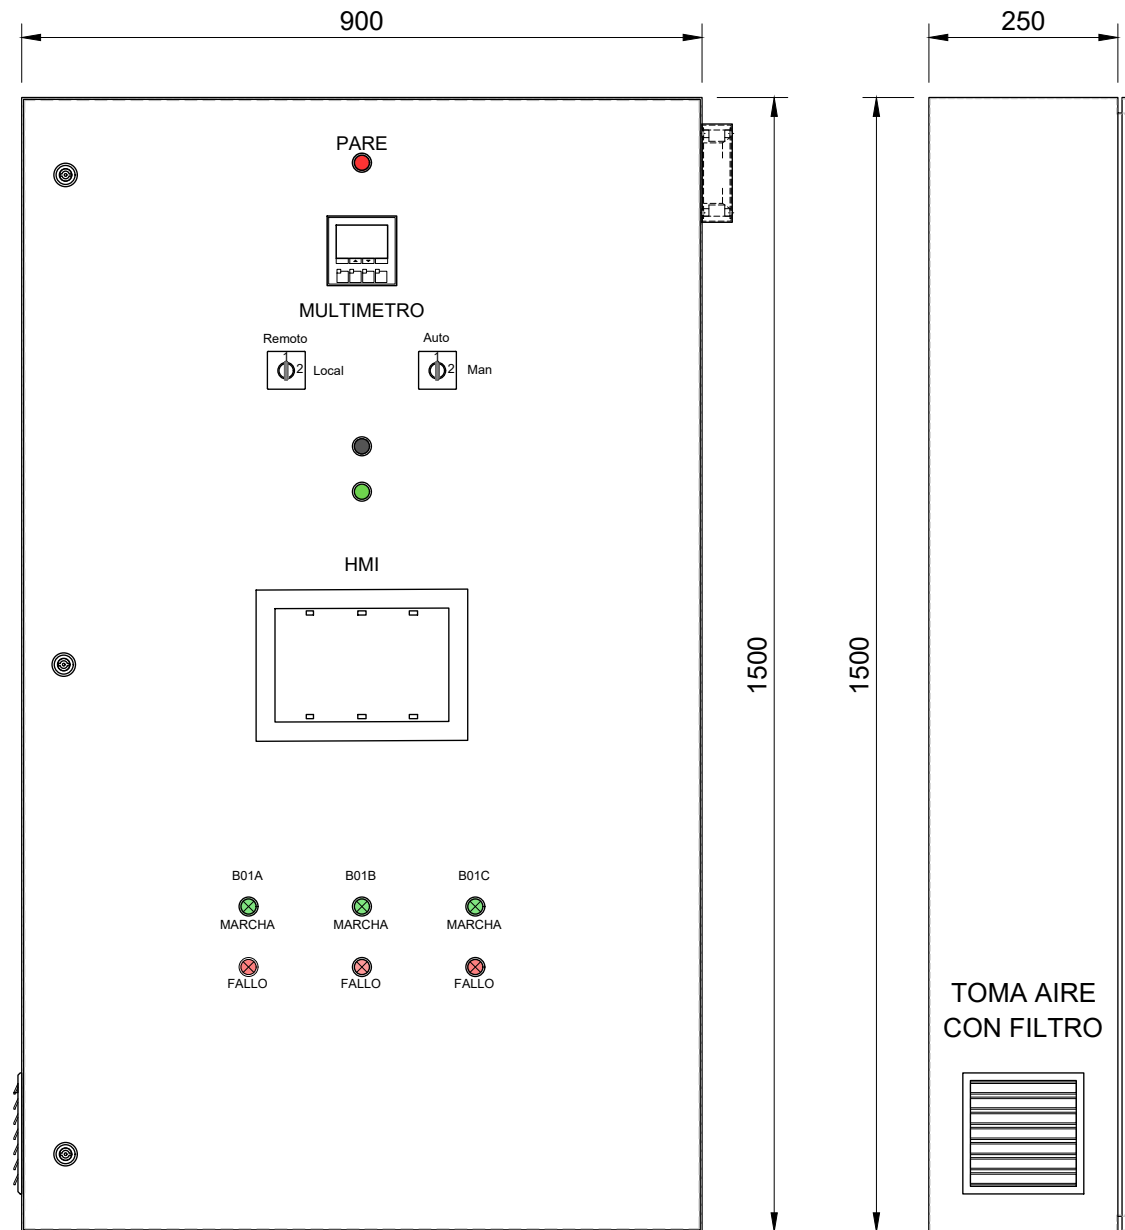 900
250
PARE
MULTIMETRO
Remoto
Auto
1
1
2
Local
2
Man
HMI
1500
1500
B01A
B01B
B01C
MARCHA
MARCHA
MARCHA
FALLO
FALLO
FALLO
TOMA AIRE
CON FILTRO